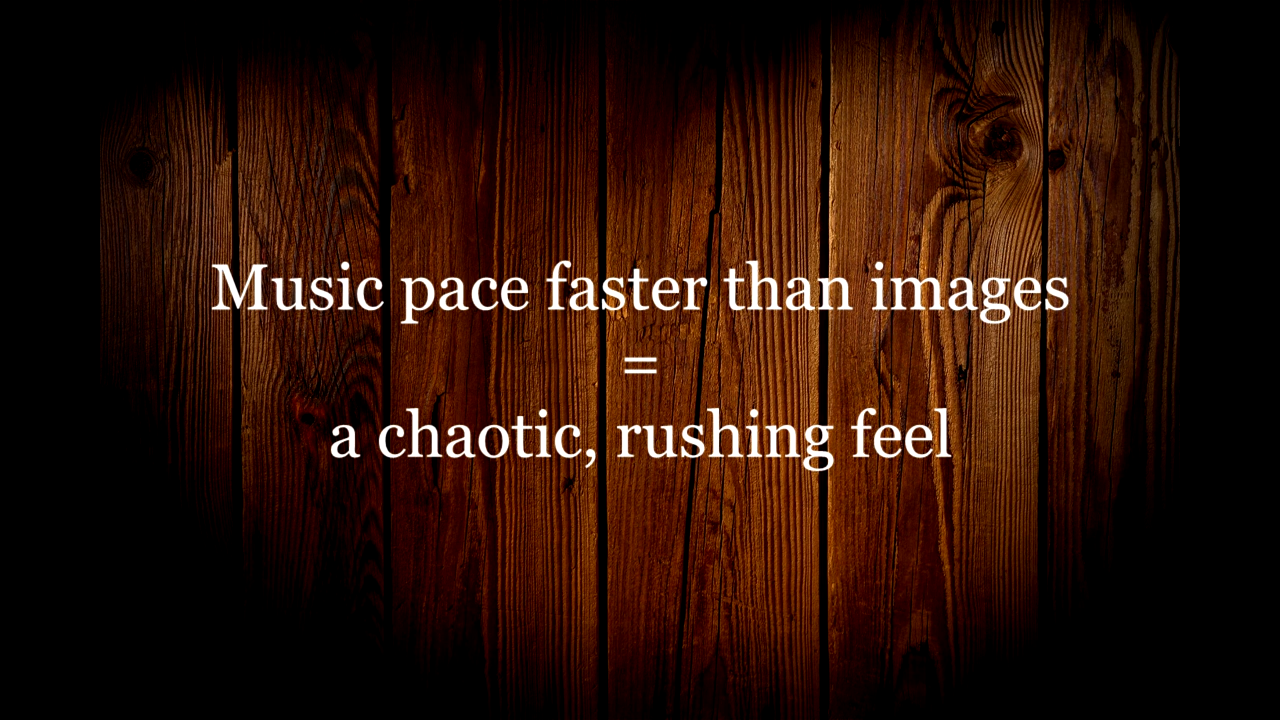 Music pace faster than images
=
a chaotic, rushing feel